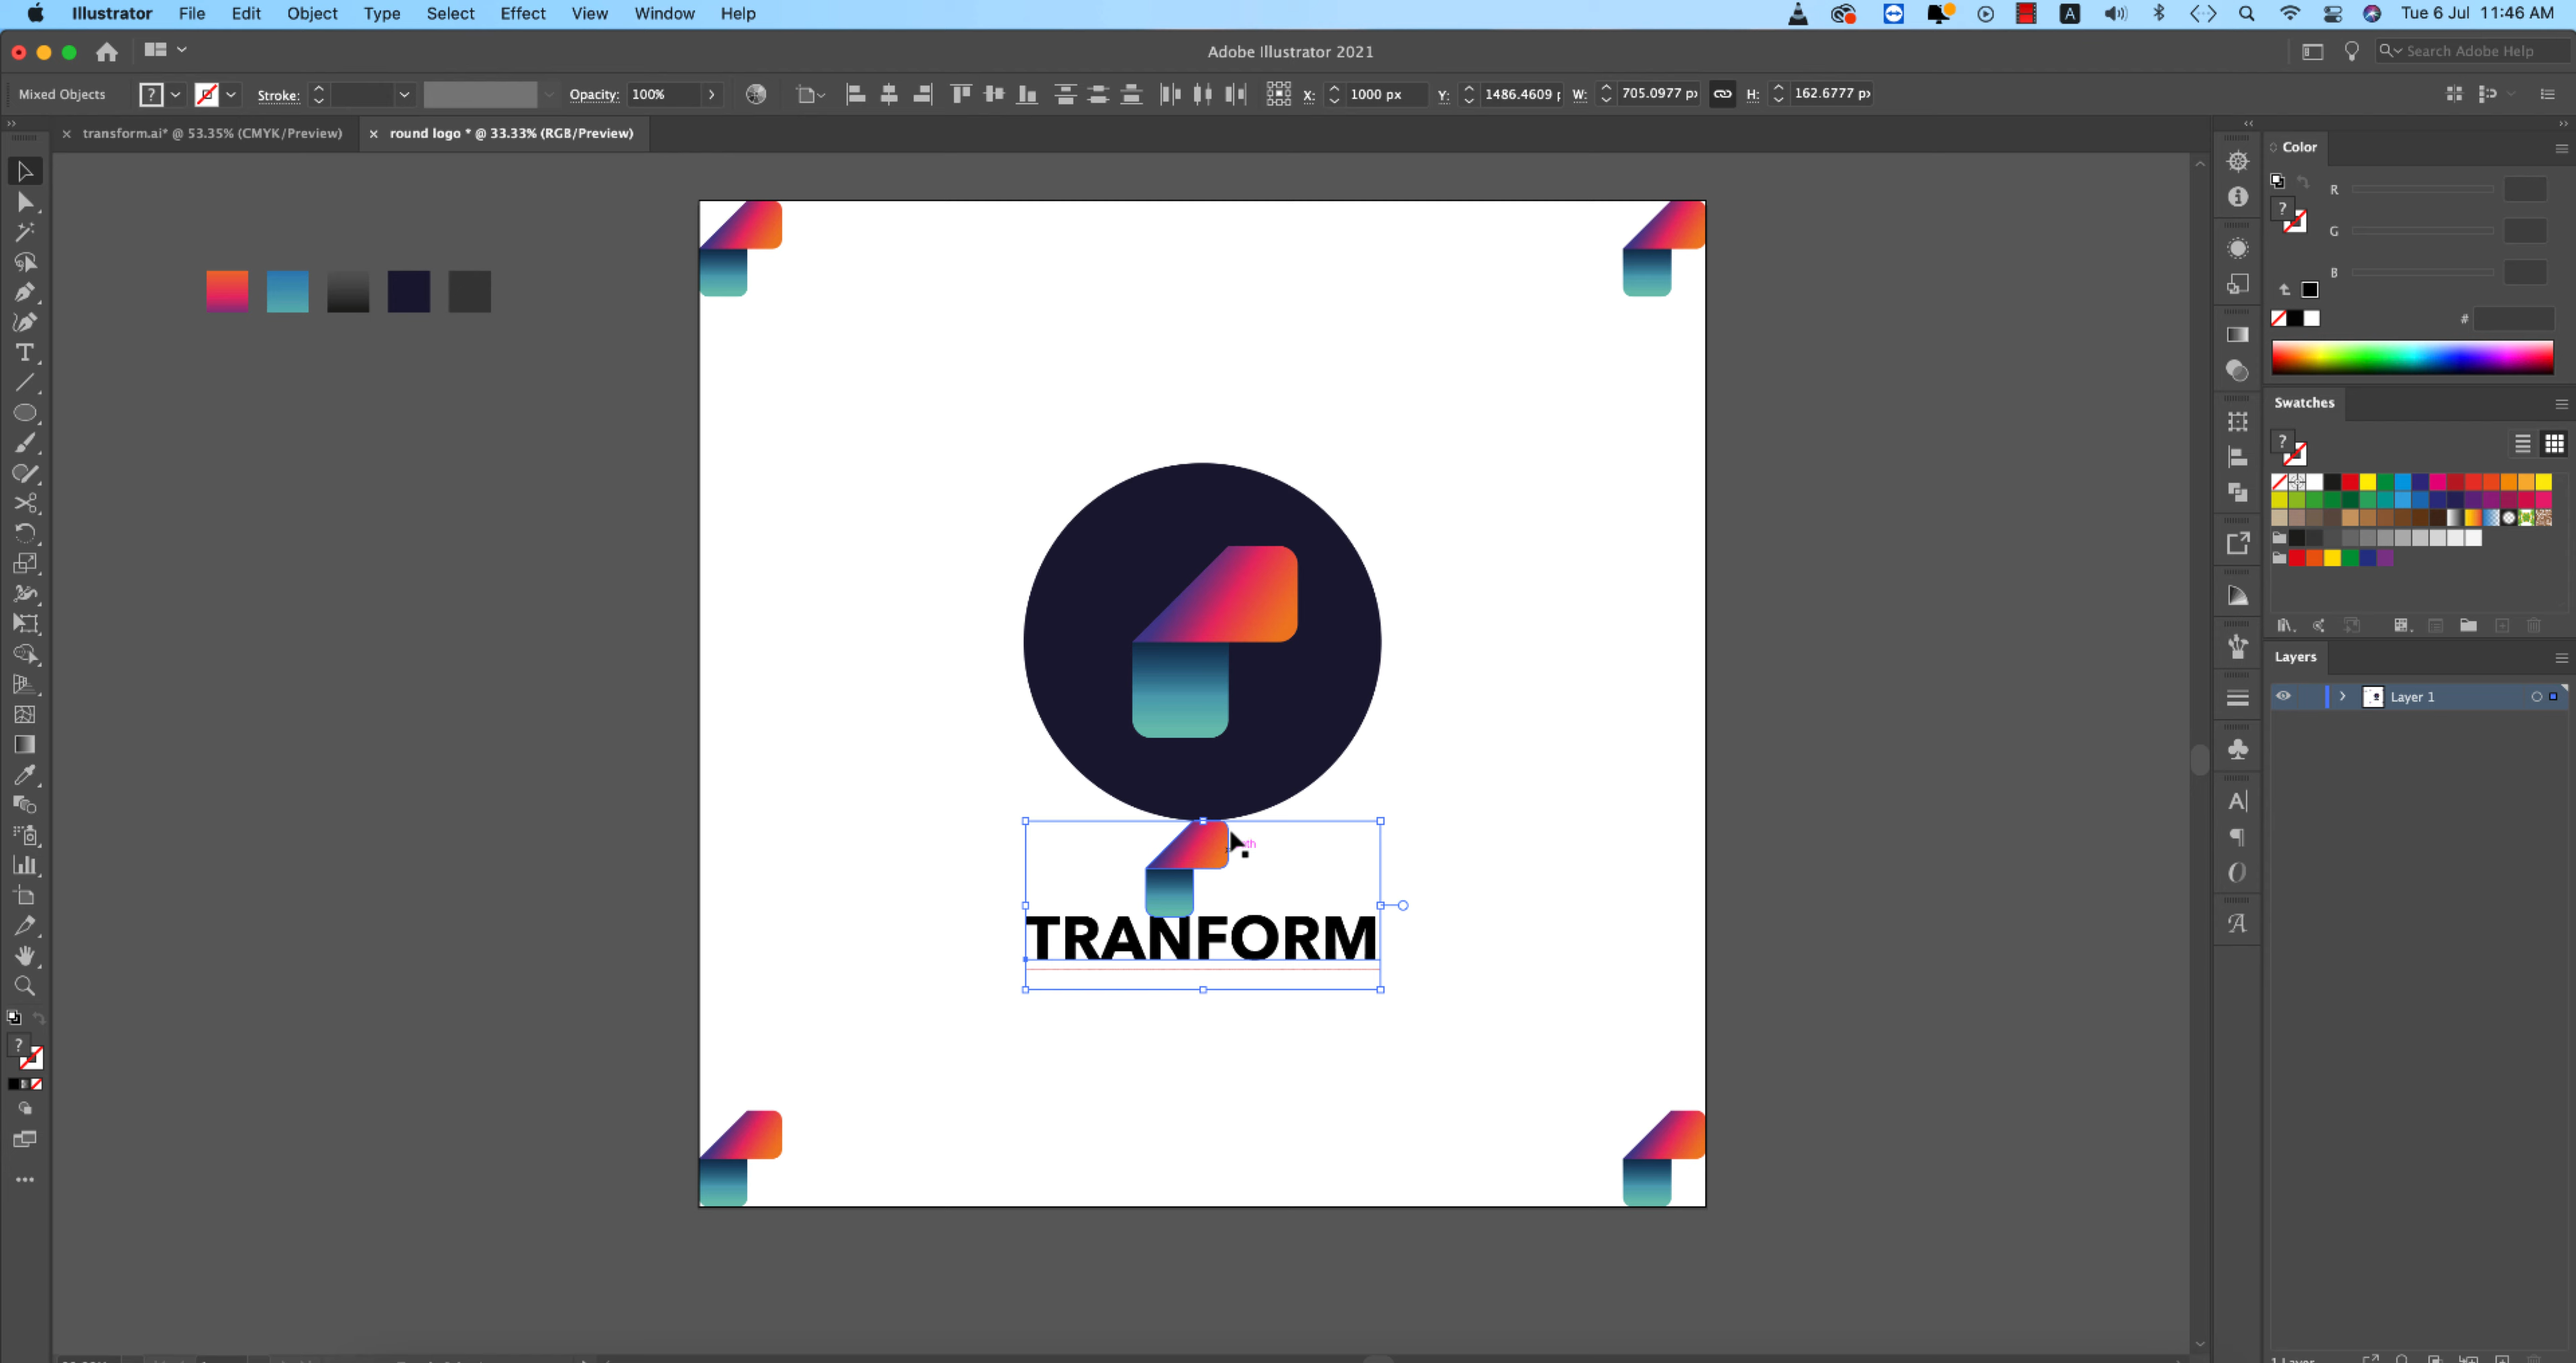 Illustrator File Edit Object Type Select Effect View Window Help
A
Tue 6 Jul 11:46 AM
Adobe Illustrator 2021
Search Adobe Help
Mixed Objects
?
Stroke:
Opacity: 100%
X: 1000 px
Y: 1486.4609
W: 705.0977 px
H: 162.6777 px
× transform.ai* @ 53.35% (CMYK/Preview)
× round logo * @ 33.33% (RGB/Preview)
Color
R
?
G
B
#
Swatches
?
Layers
Layer 1
TRANFORM
?